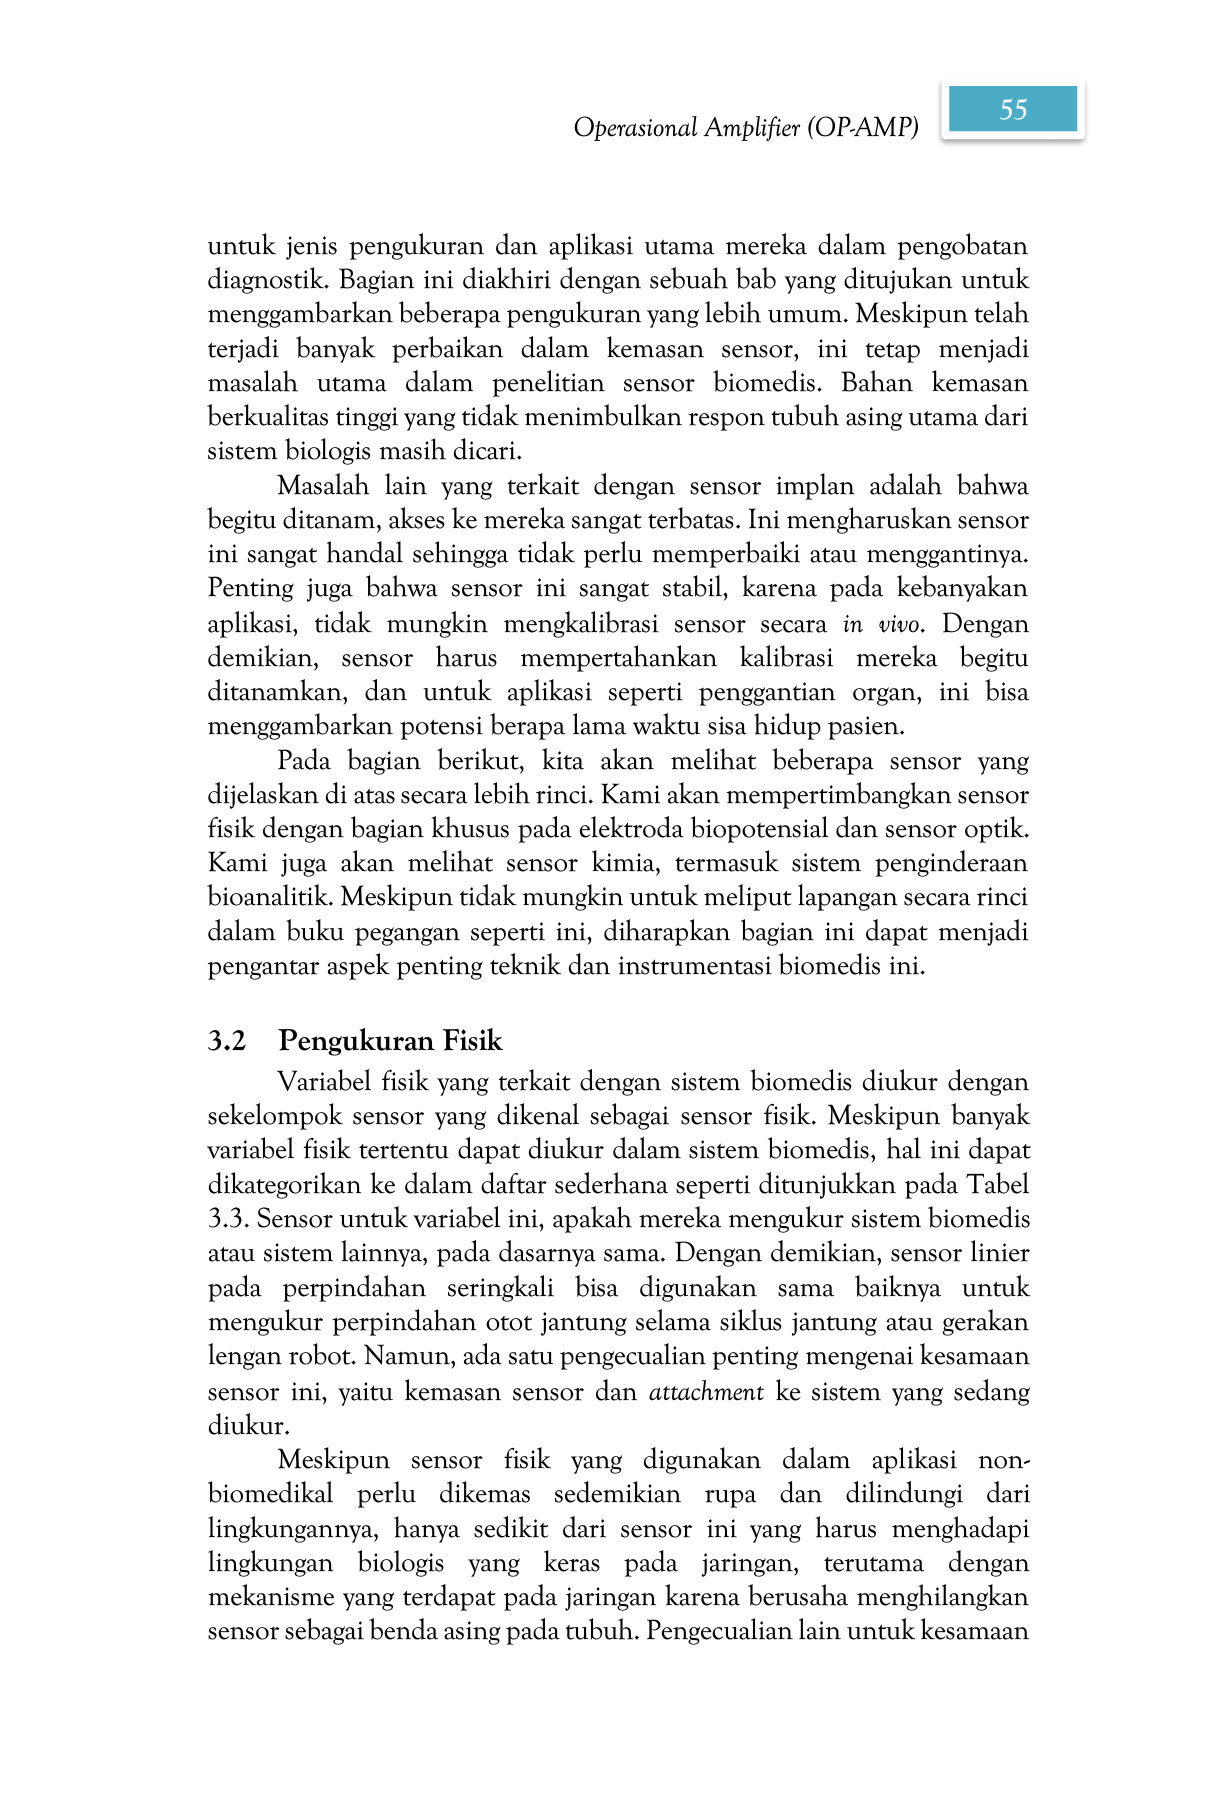 Operasional Amplifier (OP-AMP)
55
untuk jenis pengukuran dan aplikasi utama mereka dalam pengobatan
diagnostik. Bagian ini diakhiri dengan sebuah bab yang ditujukan untuk
menggambarkan beberapa pengukuran yang lebih umum. Meskipun telah
terjadi banyak perbaikan dalam kemasan sensor, ini tetap menjadi
masalah utama dalam penelitian sensor biomedis. Bahan kemasan
berkualitas tinggi yang tidak menimbulkan respon tubuh asing utama dari
sistem biologis masih dicari.
Masalah lain yang terkait dengan sensor implan adalah bahwa
begitu ditanam, akses ke mereka sangat terbatas. Ini mengharuskan sensor
ini sangat handal sehingga tidak perlu memperbaiki atau menggantinya.
Penting juga bahwa sensor ini sangat stabil, karena pada kebanyakan
aplikasi, tidak mungkin mengkalibrasi sensor secara in vivo. Dengan
demikian, sensor harus mempertahankan kalibrasi mereka begitu
ditanamkan, dan untuk aplikasi seperti penggantian organ, ini bisa
menggambarkan potensi berapa lama waktu sisa hidup pasien.
Pada bagian berikut, kita akan melihat beberapa sensor yang
dijelaskan di atas secara lebih rinci. Kami akan mempertimbangkan sensor
fisik dengan bagian khusus pada elektroda biopotensial dan sensor optik.
Kami juga akan melihat sensor kimia, termasuk sistem penginderaan
bioanalitik. Meskipun tidak mungkin untuk meliput lapangan secara rinci
dalam buku pegangan seperti ini, diharapkan bagian ini dapat menjadi
pengantar aspek penting teknik dan instrumentasi biomedis ini.
3.2 Pengukuran Fisik
Variabel fisik yang terkait dengan sistem biomedis diukur dengan
sekelompok sensor yang dikenal sebagai sensor fisik. Meskipun banyak
variabel fisik tertentu dapat diukur dalam sistem biomedis, hal ini dapat
dikategorikan ke dalam daftar sederhana seperti ditunjukkan pada Tabel
3.3. Sensor untuk variabel ini, apakah mereka mengukur sistem biomedis
atau sistem lainnya, pada dasarnya sama. Dengan demikian, sensor linier
pada perpindahan seringkali bisa digunakan sama baiknya untuk
mengukur perpindahan otot jantung selama siklus jantung atau gerakan
lengan robot. Namun, ada satu pengecualian penting mengenai kesamaan
sensor ini, yaitu kemasan sensor dan attachment ke sistem yang sedang
diukur.
Meskipun sensor fisik yang digunakan dalam aplikasi non-
biomedikal perlu dikemas sedemikian rupa dan dilindungi dari
lingkungannya, hanya sedikit dari sensor ini yang harus menghadapi
lingkungan biologis yang keras pada jaringan, terutama dengan
mekanisme yang terdapat pada jaringan karena berusaha menghilangkan
sensor sebagai benda asing pada tubuh. Pengecualian lain untuk kesamaan